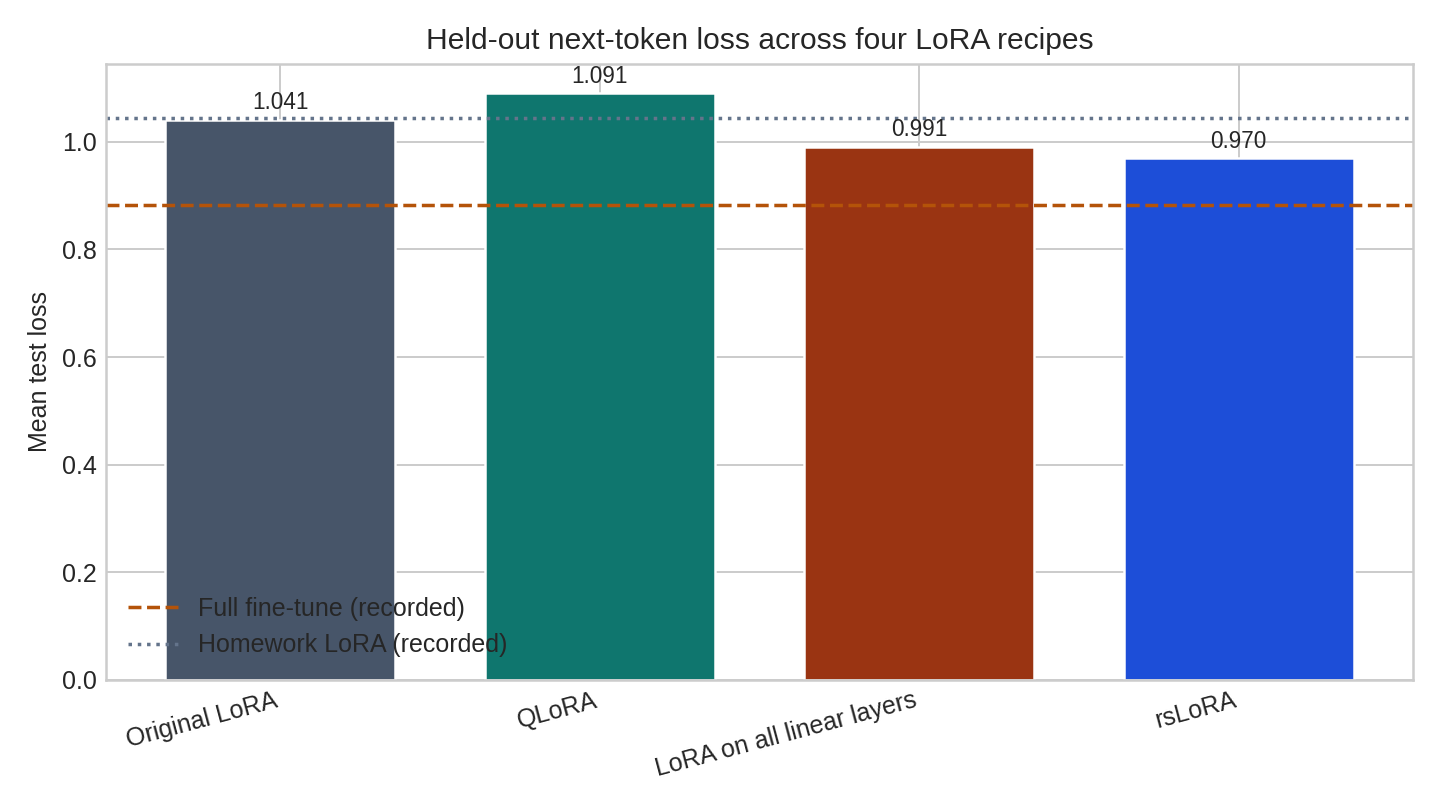 Held-out next-token loss across four LoRA recipes
Mean test loss
1.0
0.8
0.6
0.4
0.2
0.0
1.041
1.091
0.991
0.970
Full fine-tune (recorded)
Homework LoRA (recorded)
Original LoRA
QLoRA
LoRA on all linear layers
rsLoRA